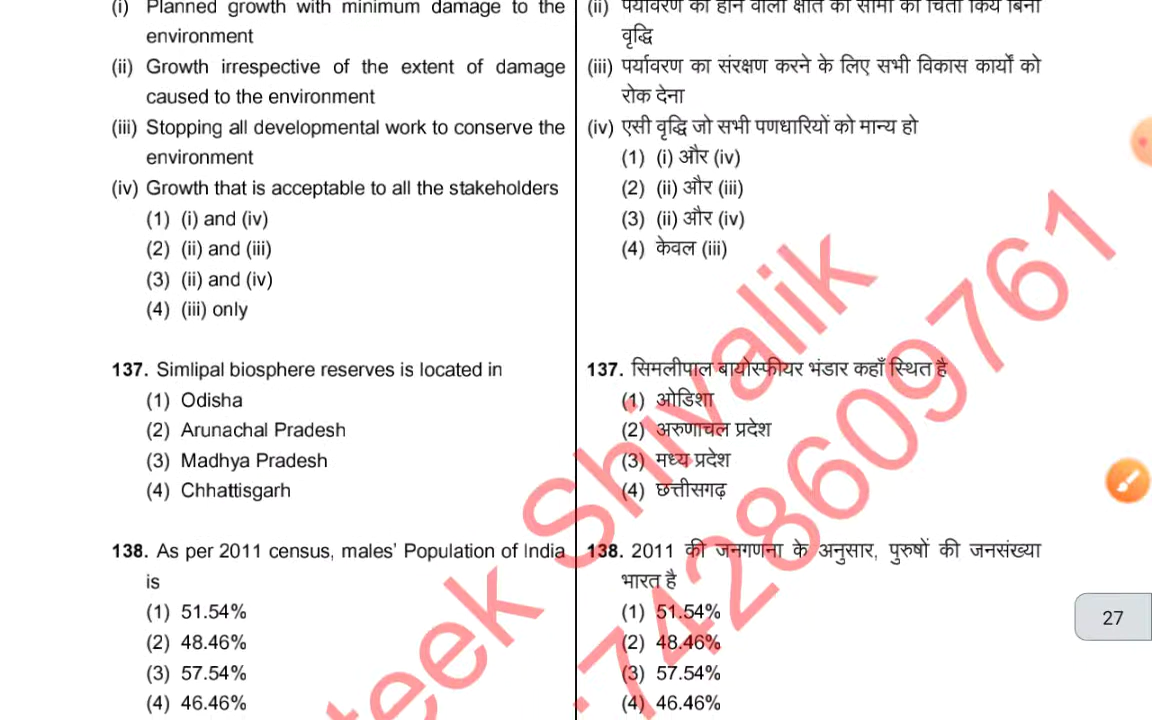 (i) Planned growth with minimum damage to the
environment
(ii) Growth irrespective of the extent of damage
caused to the environment
(iii) Stopping all developmental work to conserve the
environment
(iv) Growth that is acceptable to all the stakeholders
(1) (i) and (iv)
(2) (ii) and (iii)
(3) (ii) and (iv)
(4) (iii) only
137. Simlipal biosphere reserves is located in
(1) Odisha
(2) Arunachal Pradesh
(3) Madhya Pradesh
(4) Chhattisgarh
138. As per 2011 census, males' Population of India
is
(1) 51.54%
(2) 48.46%
(3) 57.54%
(4) 46.46%
(ii) पर्यावरण को होने वाली क्षति की सीमा की चिंता किये बिना
वृद्धि
(iii) पर्यावरण का संरक्षण करने के लिए सभी विकास कार्यों को
रोक देना
(iv) एसी वृद्धि जो सभी पणधारियों को मान्य हो
(1) (i) और (iv)
(2) (ii) और (iii)
(3) (ii) और (iv)
(4) केवल (iii)
137. सिमलीपाल बायोस्फीयर भंडार कहाँ स्थित है
(1) ओडिशा
(2) अरुणाचल प्रदेश
(3) मध्य प्रदेश
(4) छत्तीसगढ़
138. 2011 की जनगणना के अनुसार, पुरुषों की जनसंख्या
भारत है
(1) 51.54%
(2) 48.46%
(3) 57.54%
(4) 46.46%
teek Shivalik
7428609761
27